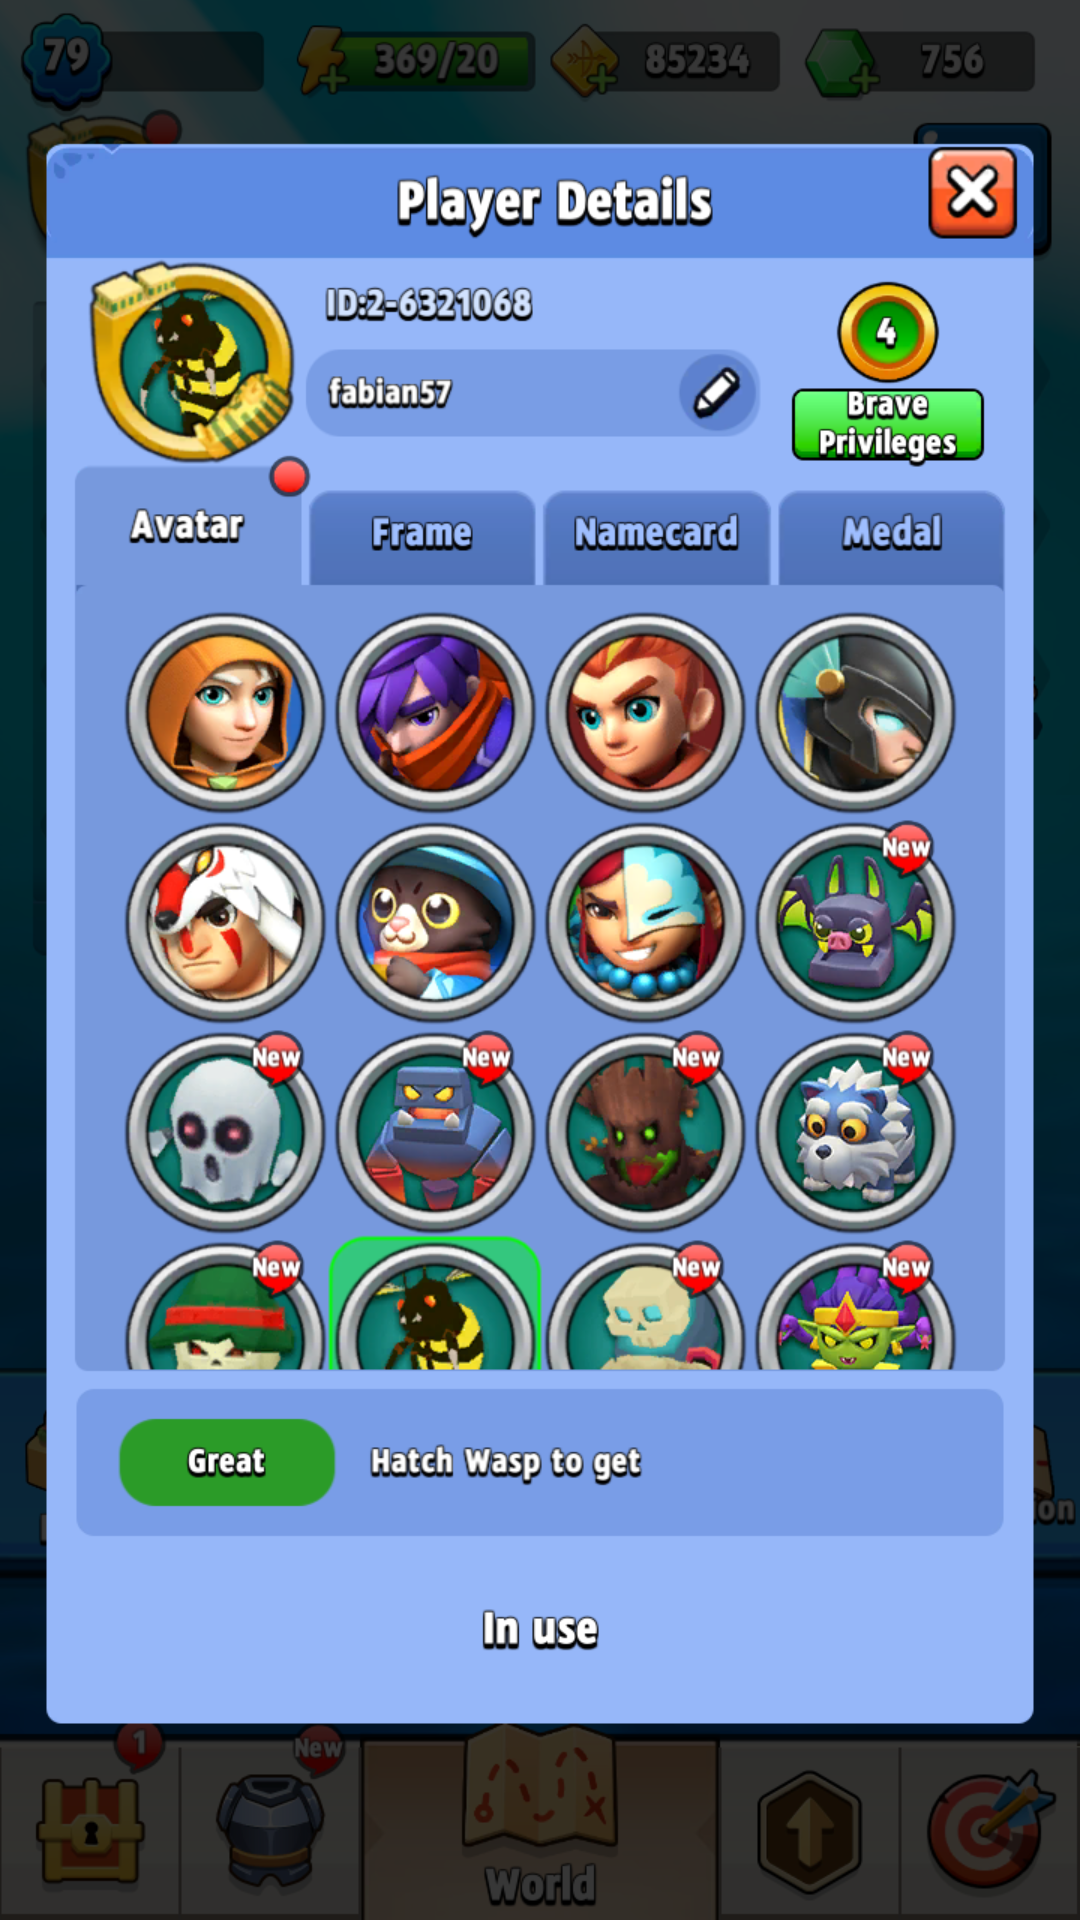 79
369/20
85234
756
Player Details
ID:2-6321068
fabian57
4
Brave
Privileges
Avatar
Frame
Namecard
Medal
New
New
New
New
New
New
New
New
Great
Hatch Wasp to get
on
In use
1
New
World